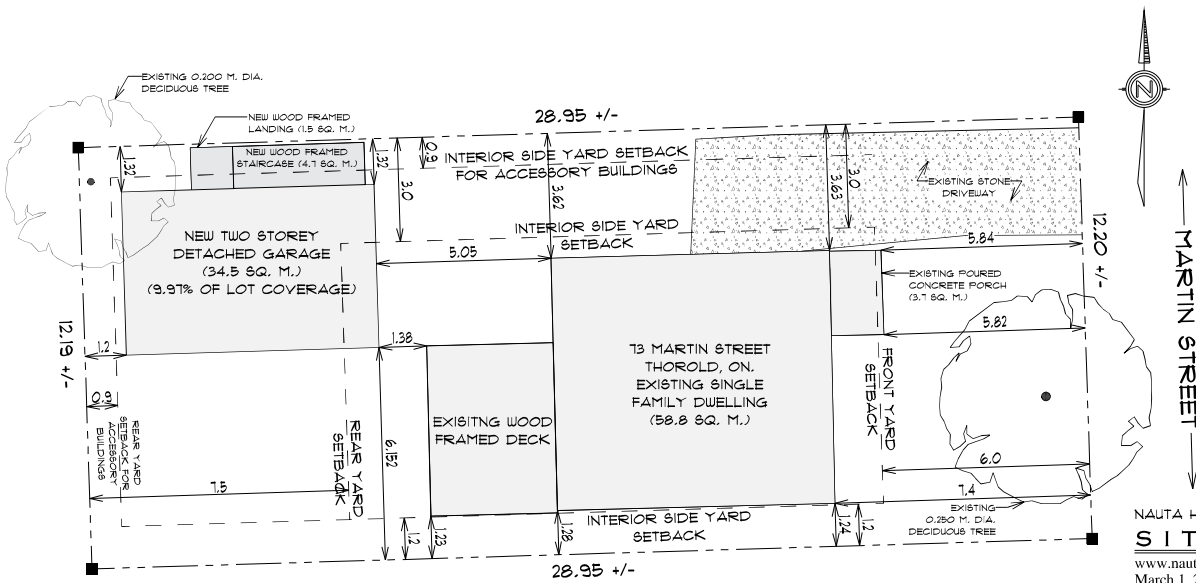 EXISTING 0.200 M. DIA.
DECIDUOUS TREE
NEW WOOD FRAMED
LANDING (1.5 SQ. M.)
NEW WOOD FRAMED
STAIRCASE (4.7 SQ. M.)
28.95 +/-
N
1.32
1.32
3.0
0.9
INTERIOR SIDE YARD SETBACK
FOR ACCESSORY BUILDINGS
3.62
3.63
3.0
EXISTING STONE
DRIVEWAY
INTERIOR SIDE YARD
SETBACK
NEW TWO STOREY
DETACHED GARAGE
(34.5 SQ. M.)
(9.97% OF LOT COVERAGE)
5.05
5.84
12.20 +/-
MARTIN STREET
EXISTING POURED
CONCRETE PORCH
(3.7 SQ. M.)
12.19 +/-
1.2
1.38
5.82
73 MARTIN STREET
THOROLD, ON.
EXISTING SINGLE
FAMILY DWELLING
(58.8 SQ. M.)
FRONT YARD
SETBACK
0.9
REAR YARD
SETBACK FOR
ACCESSORY
BUILDINGS
REAR YARD
SETBACK
6.152
EXISITNG WOOD
FRAMED DECK
6.0
7.5
7.4
EXISTING
0.250 M. DIA.
DECIDUOUS TREE
1.2
1.23
1.28
INTERIOR SIDE YARD
SETBACK
1.24
1.2
28.95 +/-
NAUTA H
SIT
www.nau
March 1, 2